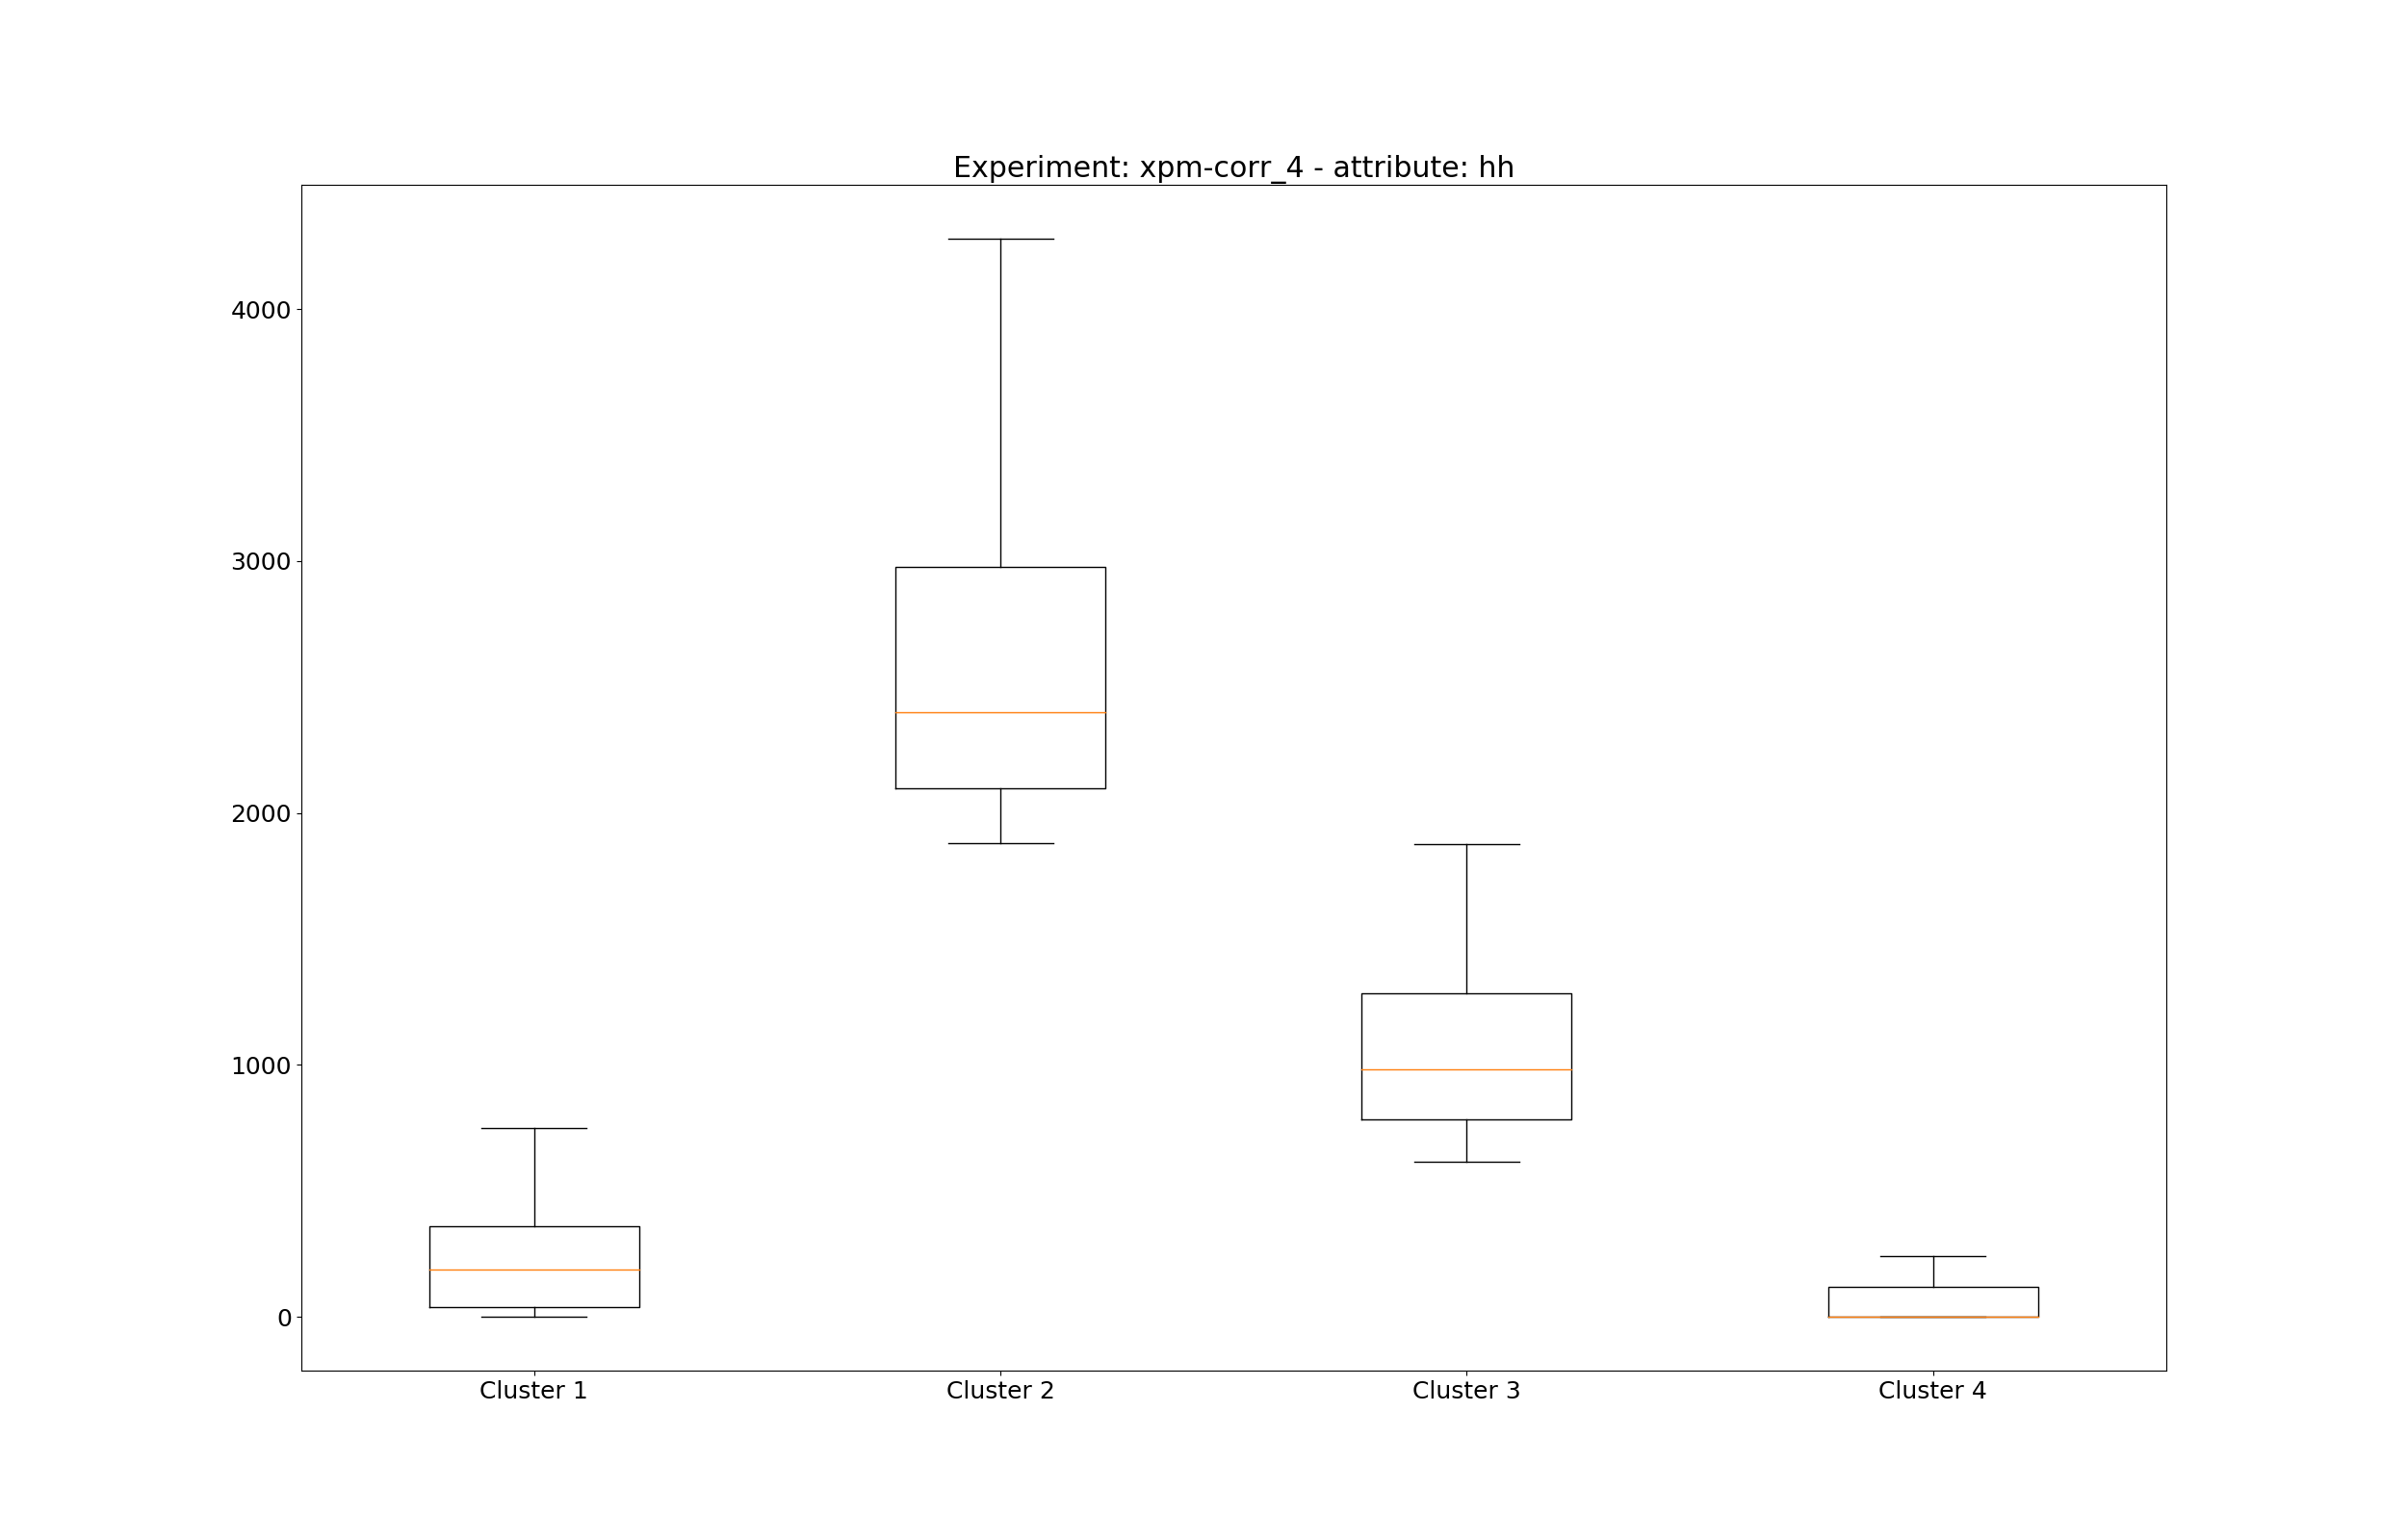 Experiment: xpm-corr_4 - attribute: hh
4000
3000
2000
1000
0
Cluster 1 Cluster 2 Cluster 3 Cluster 4